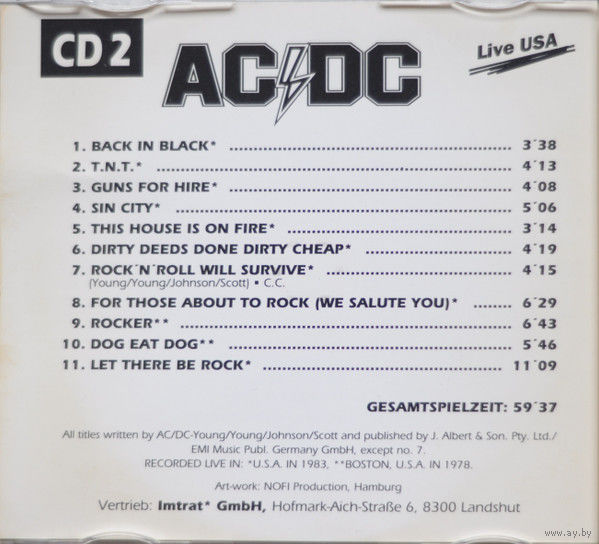 CD 2
AC/DC
Live USA
1. BACK IN BLACK* 3´38
2. T.N.T.* 4´13
3. GUNS FOR HIRE* 4´08
4. SIN CITY* 5´06
5. THIS HOUSE IS ON FIRE* 3´14
6. DIRTY DEEDS DONE DIRTY CHEAP* 4´19
7. ROCK´N´ROLL WILL SURVIVE* 4´15
(Young/Young/Johnson/Scott) ▪ C.C.
8. FOR THOSE ABOUT TO ROCK (WE SALUTE YOU)* 6´29
9. ROCKER** 6´43
10. DOG EAT DOG** 5´46
11. LET THERE BE ROCK* 11´09
GESAMTSPIELZEIT: 59´37
All titles written by AC/DC-Young/Young/Johnson/Scott and published by J. Albert & Son. Pty. Ltd./
EMI Music Publ. Germany GmbH, except no. 7.
RECORDED LIVE IN: *U.S.A. IN 1983, **BOSTON, U.S.A. IN 1978.
Art-work: NOFI Production, Hamburg
Vertrieb: Imtrat* GmbH, Hofmark-Aich-Straße 6, 8300 Landshut
www.ay.by